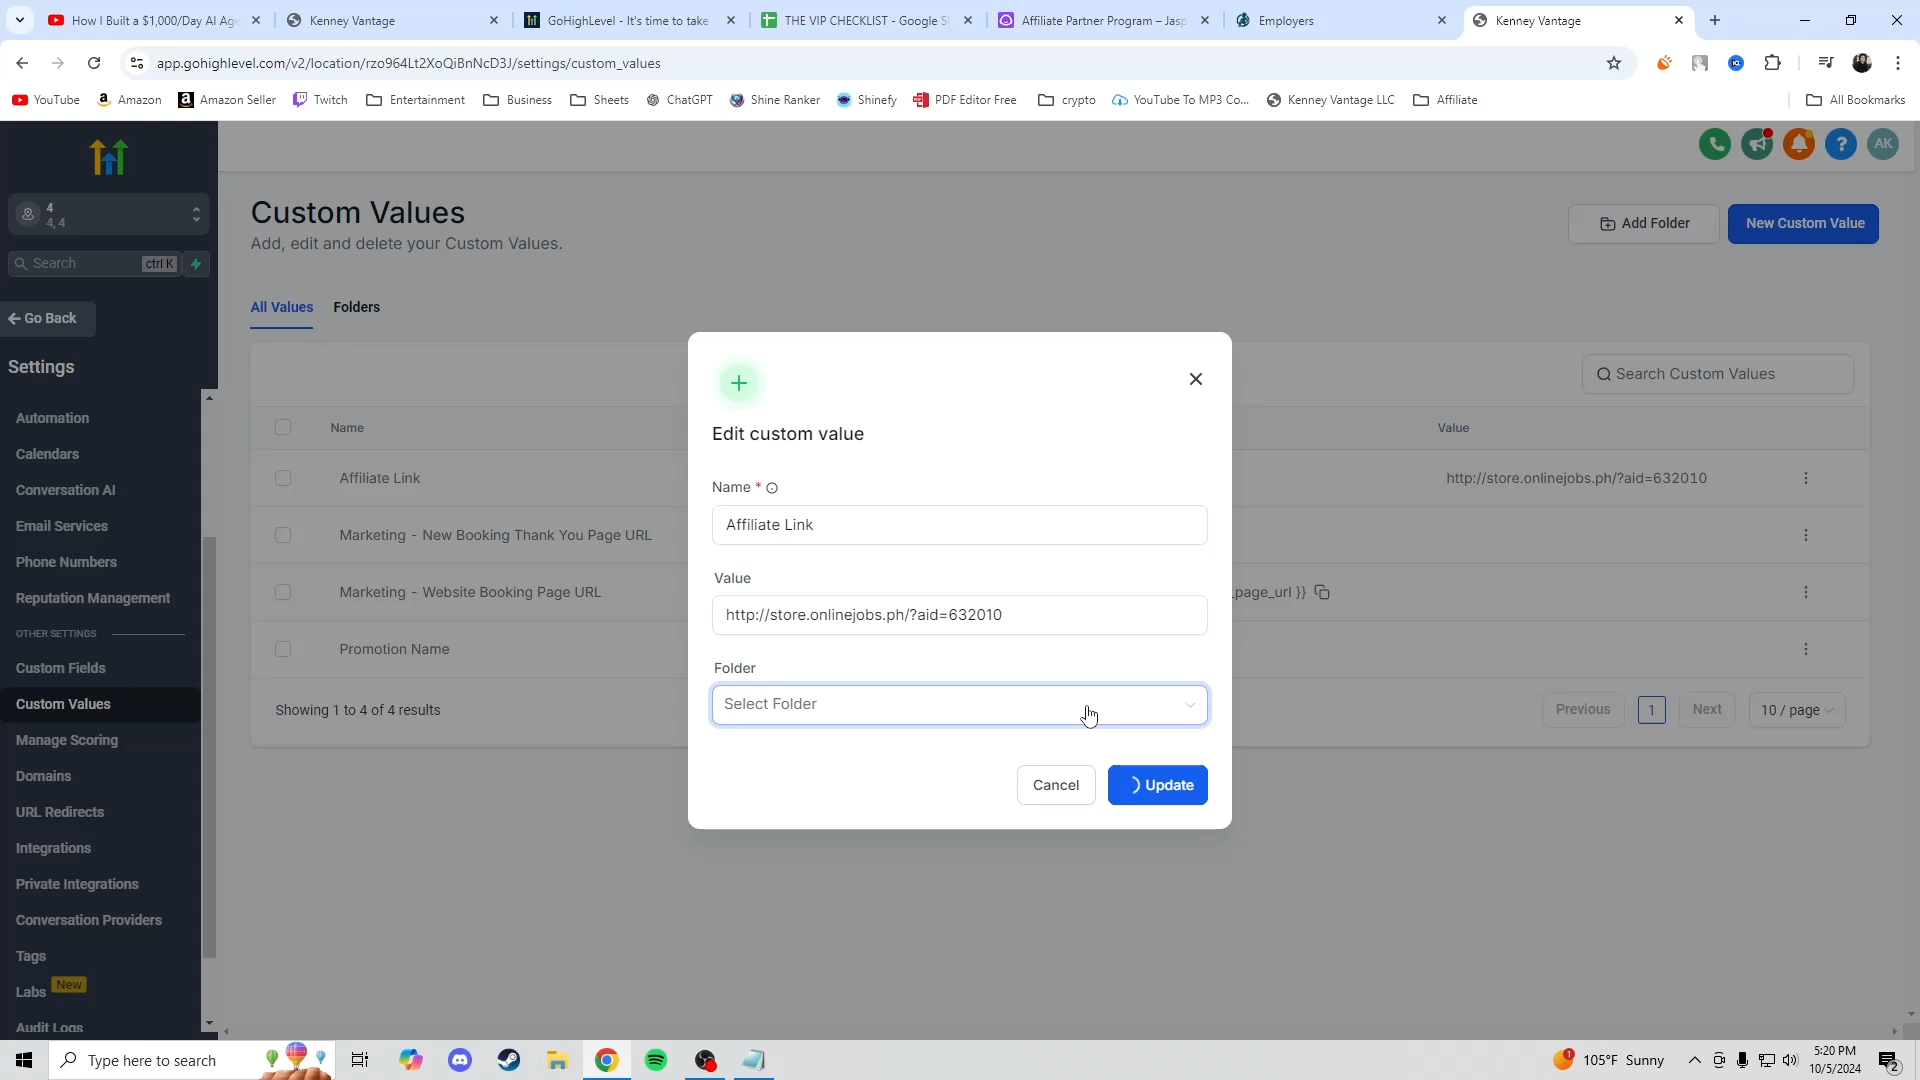 How I Built a $1,000/Day AI Age
Kenney Vantage
GoHighLevel - It's time to take
THE VIP CHECKLIST - Google S
Affiliate Partner Program – Jasp
Employers
Kenney Vantage
app.gohighlevel.com/v2/location/rzo964Lt2XoQiBnNcD3J/settings/custom_values
YouTube
Amazon
Amazon Seller
Twitch
Entertainment
Business
Sheets
ChatGPT
Shine Ranker
Shinefy
PDF Editor Free
crypto
YouTube To MP3 Co...
Kenney Vantage LLC
Affiliate
All Bookmarks
4
4, 4
Search
ctrl K
Go Back
Settings
Automation
Calendars
Conversation AI
Email Services
Phone Numbers
Reputation Management
OTHER SETTINGS
Custom Fields
Custom Values
Manage Scoring
Domains
URL Redirects
Integrations
Private Integrations
Conversation Providers
Tags
Labs New
Audit Logs
AK
Custom Values
Add, edit and delete your Custom Values.
Add Folder
New Custom Value
All Values
Folders
Search Custom Values
Name
Value
Affiliate Link
http://store.onlinejobs.ph/?aid=632010
Marketing - New Booking Thank You Page URL
Marketing - Website Booking Page URL
_page_url }}
Promotion Name
Showing 1 to 4 of 4 results
Previous
1
Next
10 / page
Edit custom value
Name *
Affiliate Link
Value
http://store.onlinejobs.ph/?aid=632010
Folder
Select Folder
Cancel
Update
Type here to search
1
105°F Sunny
5:20 PM
10/5/2024
2